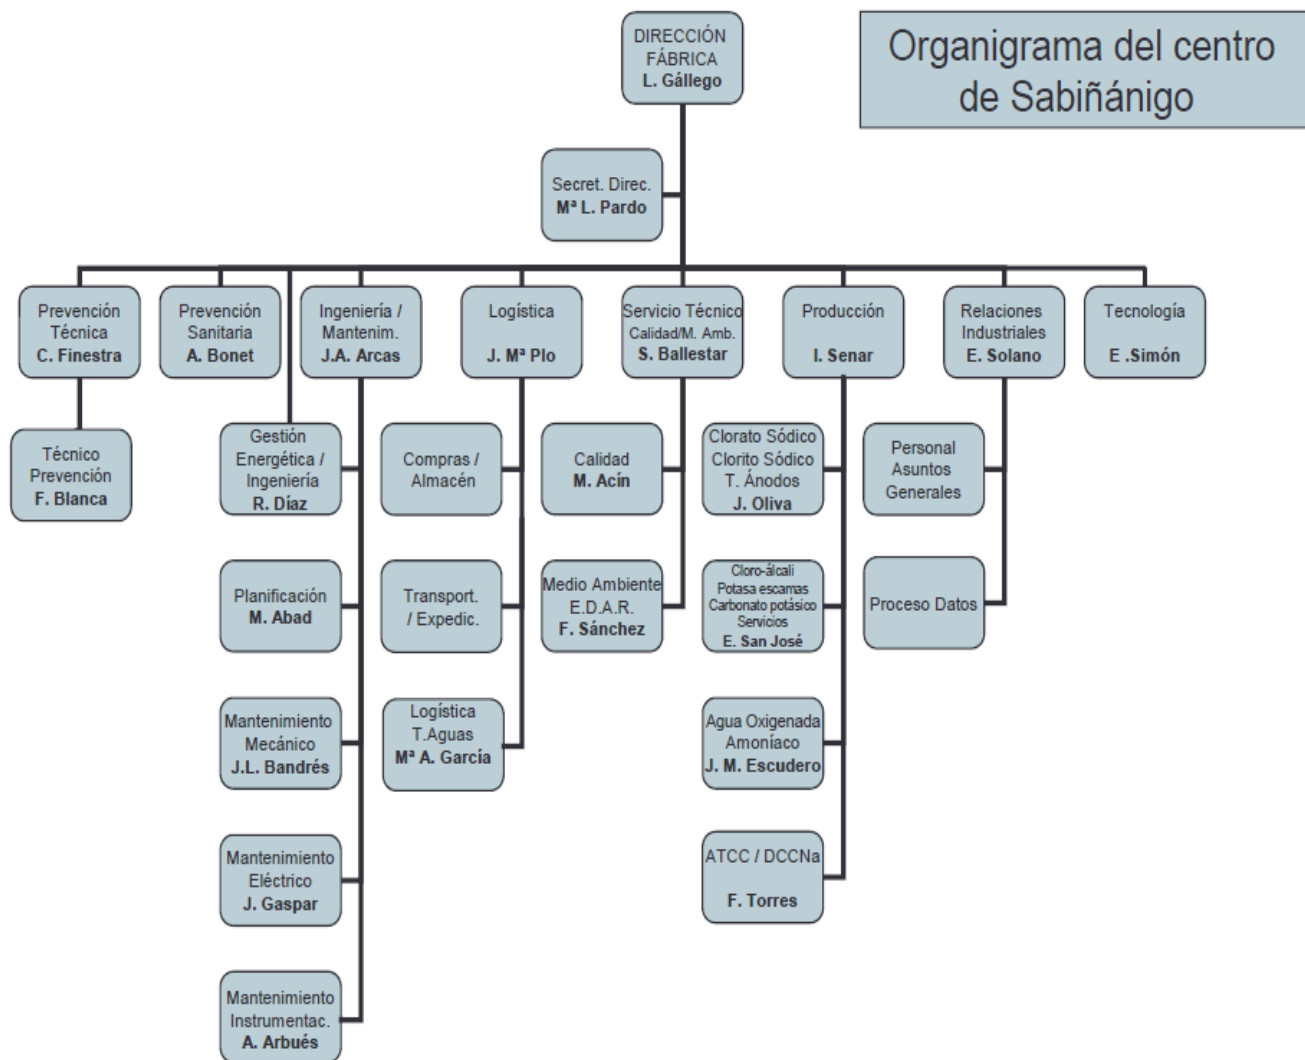 Organigrama del centro
de Sabiñánigo
DIRECCIÓN
FÁBRICA
L. Gállego
Secret. Direc.
Mª L. Pardo
Prevención
Técnica
C. Finestra
Prevención
Sanitaria
A. Bonet
Ingeniería /
Mantenim.
J.A. Arcas
Logística
J. Mª Plo
Servicio Técnico
Calidad/M. Amb.
S. Ballestar
Producción
I. Senar
Relaciones
Industriales
E. Solano
Tecnología
E .Simón
Técnico
Prevención
F. Blanca
Gestión
Energética /
Ingeniería
R. Díaz
Compras /
Almacén
Calidad
M. Acín
Clorato Sódico
Clorito Sódico
T. Ánodos
J. Oliva
Personal
Asuntos
Generales
Planificación
M. Abad
Transport.
/ Expedic.
Medio Ambiente
E.D.A.R.
F. Sánchez
Cloro-álcali
Potasa escamas
Carbonato potásico
Servicios
E. San José
Proceso Datos
Mantenimiento
Mecánico
J.L. Bandrés
Logística
T.Aguas
Mª A. García
Agua Oxigenada
Amoníaco
J. M. Escudero
Mantenimiento
Eléctrico
J. Gaspar
ATCC / DCCNa
F. Torres
Mantenimiento
Instrumentac.
A. Arbués